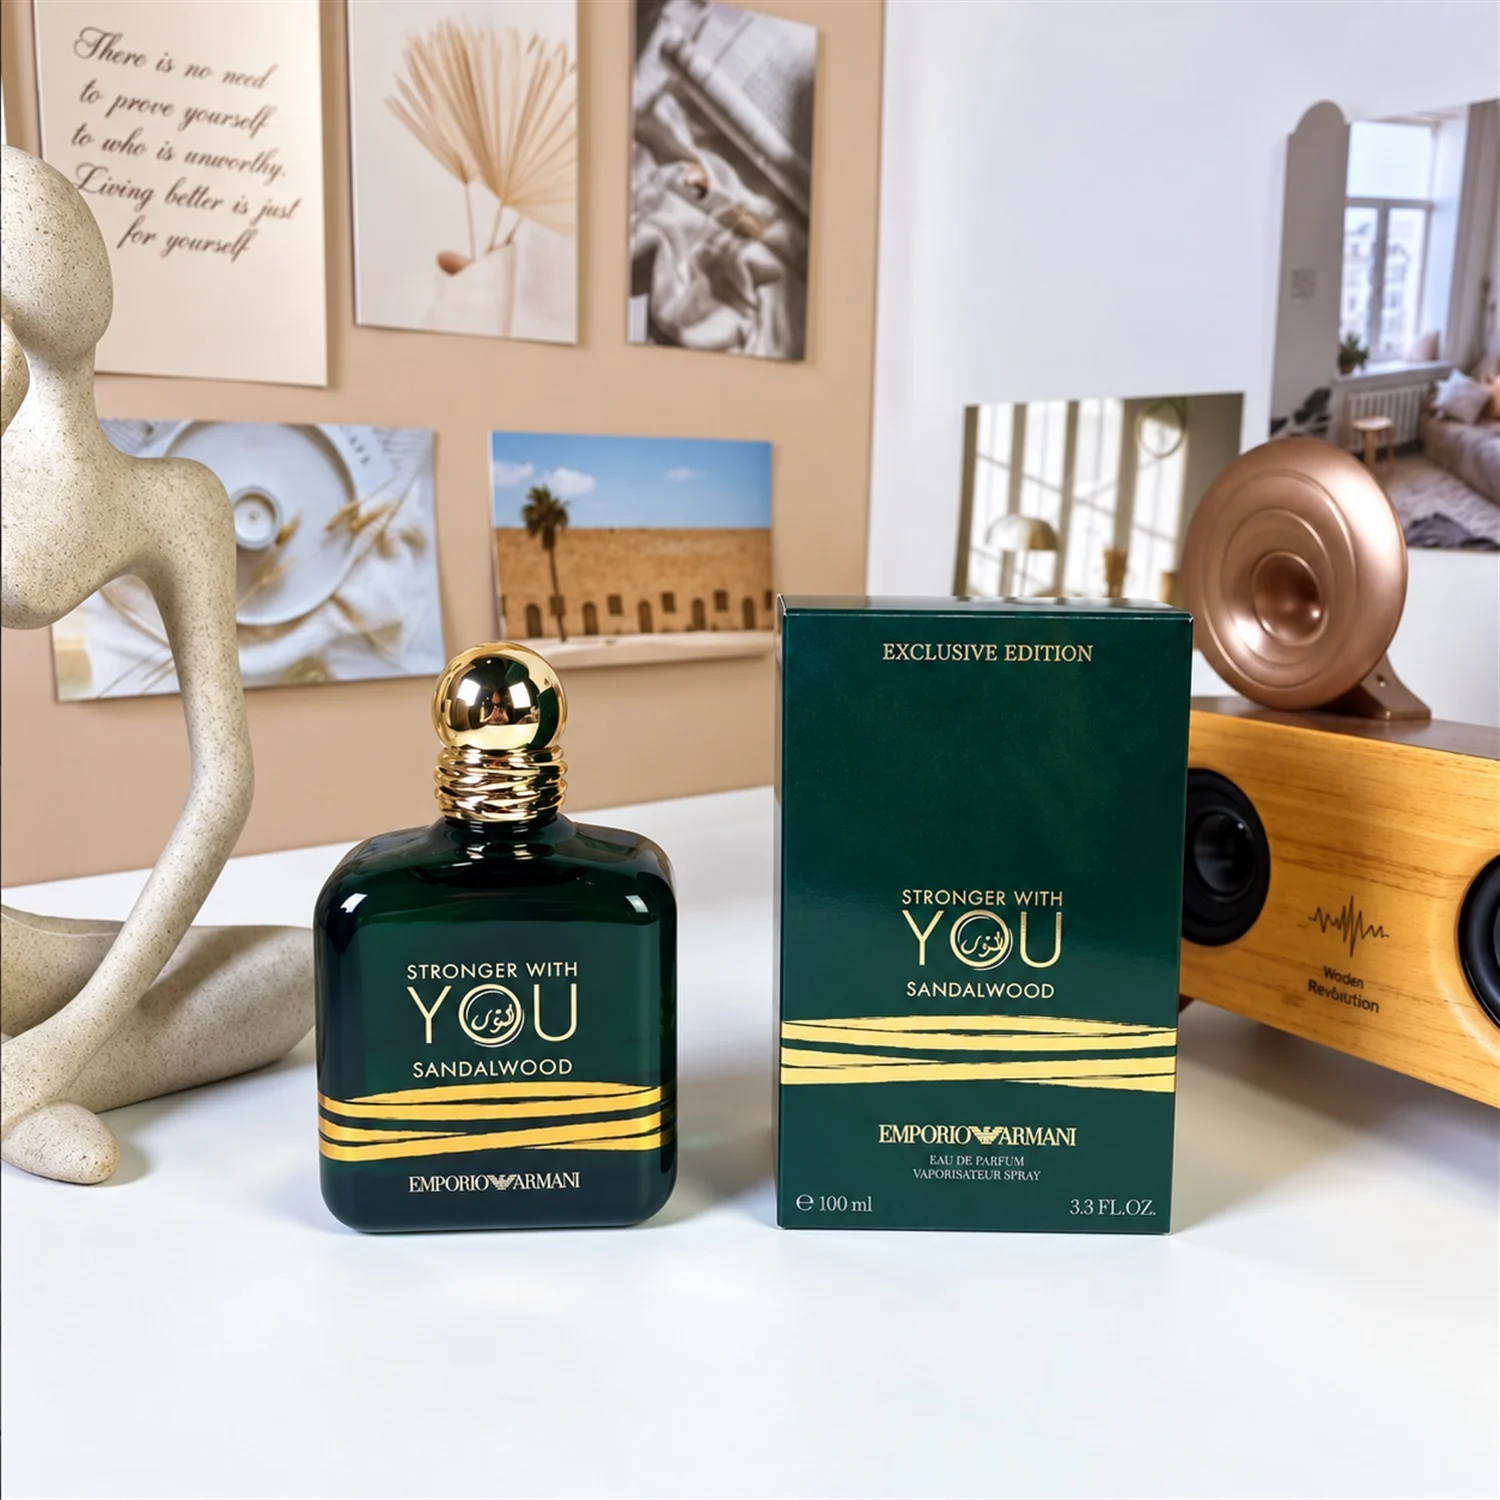 There is no need
to prove yourself
to who is unworthy.
Living better is just
for yourself
STRONGER WITH
YOU
SANDALWOOD
EMPORIO ARMANI
EXCLUSIVE EDITION
STRONGER WITH
YOU
SANDALWOOD
EMPORIO ARMANI
EAU DE PARFUM
VAPORISATEUR SPRAY
℮ 100 ml
3.3 FL.OZ.
Woden
Revolution